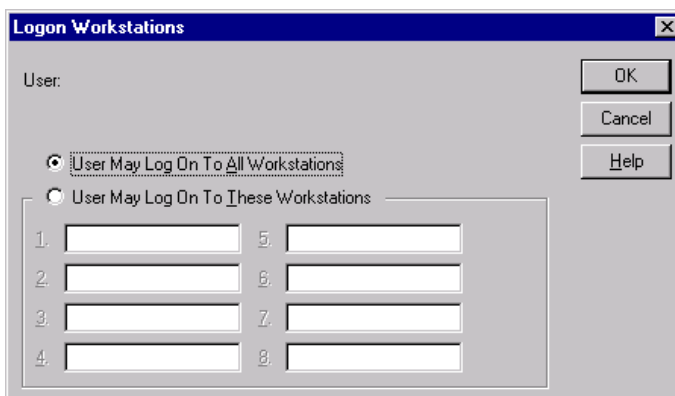 Logon Workstations
User:
OK
Cancel
Help
User May Log On To All Workstations
User May Log On To These Workstations
1. 5.
2. 6.
3. 7.
4. 8.